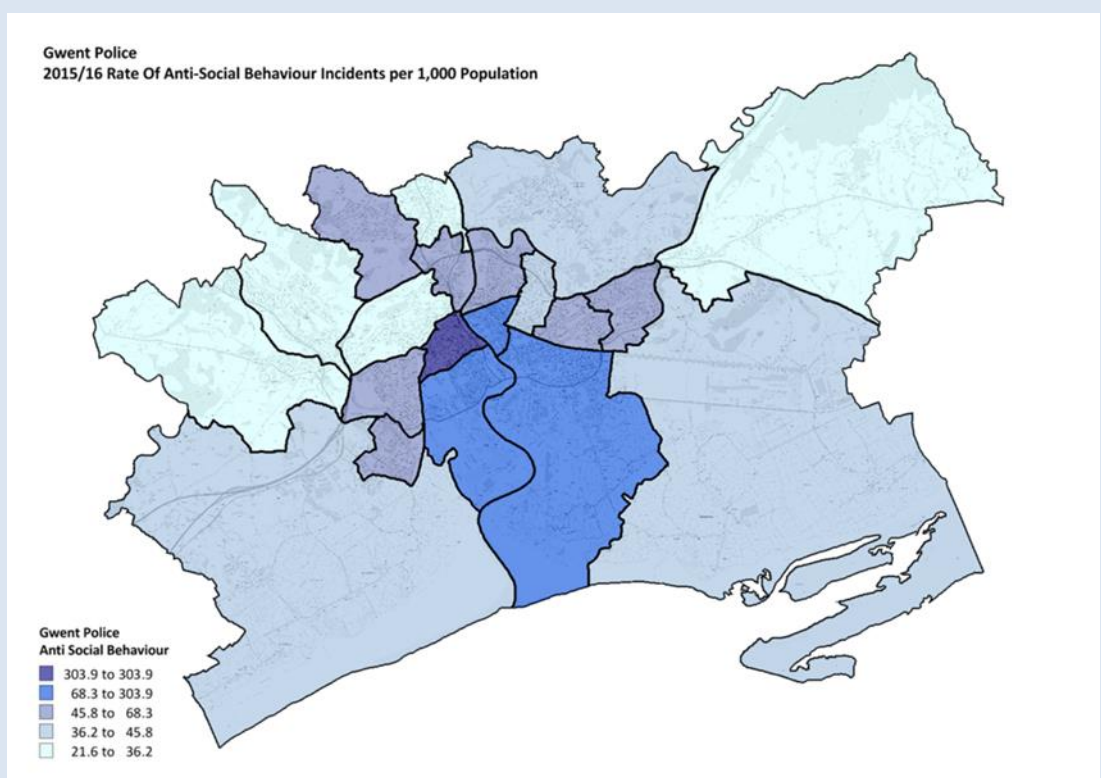 Gwent Police
2015/16 Rate Of Anti-Social Behaviour Incidents per 1,000 Population
Gwent Police
Anti Social Behaviour
303.9 to 303.9
68.3 to 303.9
45.8 to 68.3
36.2 to 45.8
21.6 to 36.2